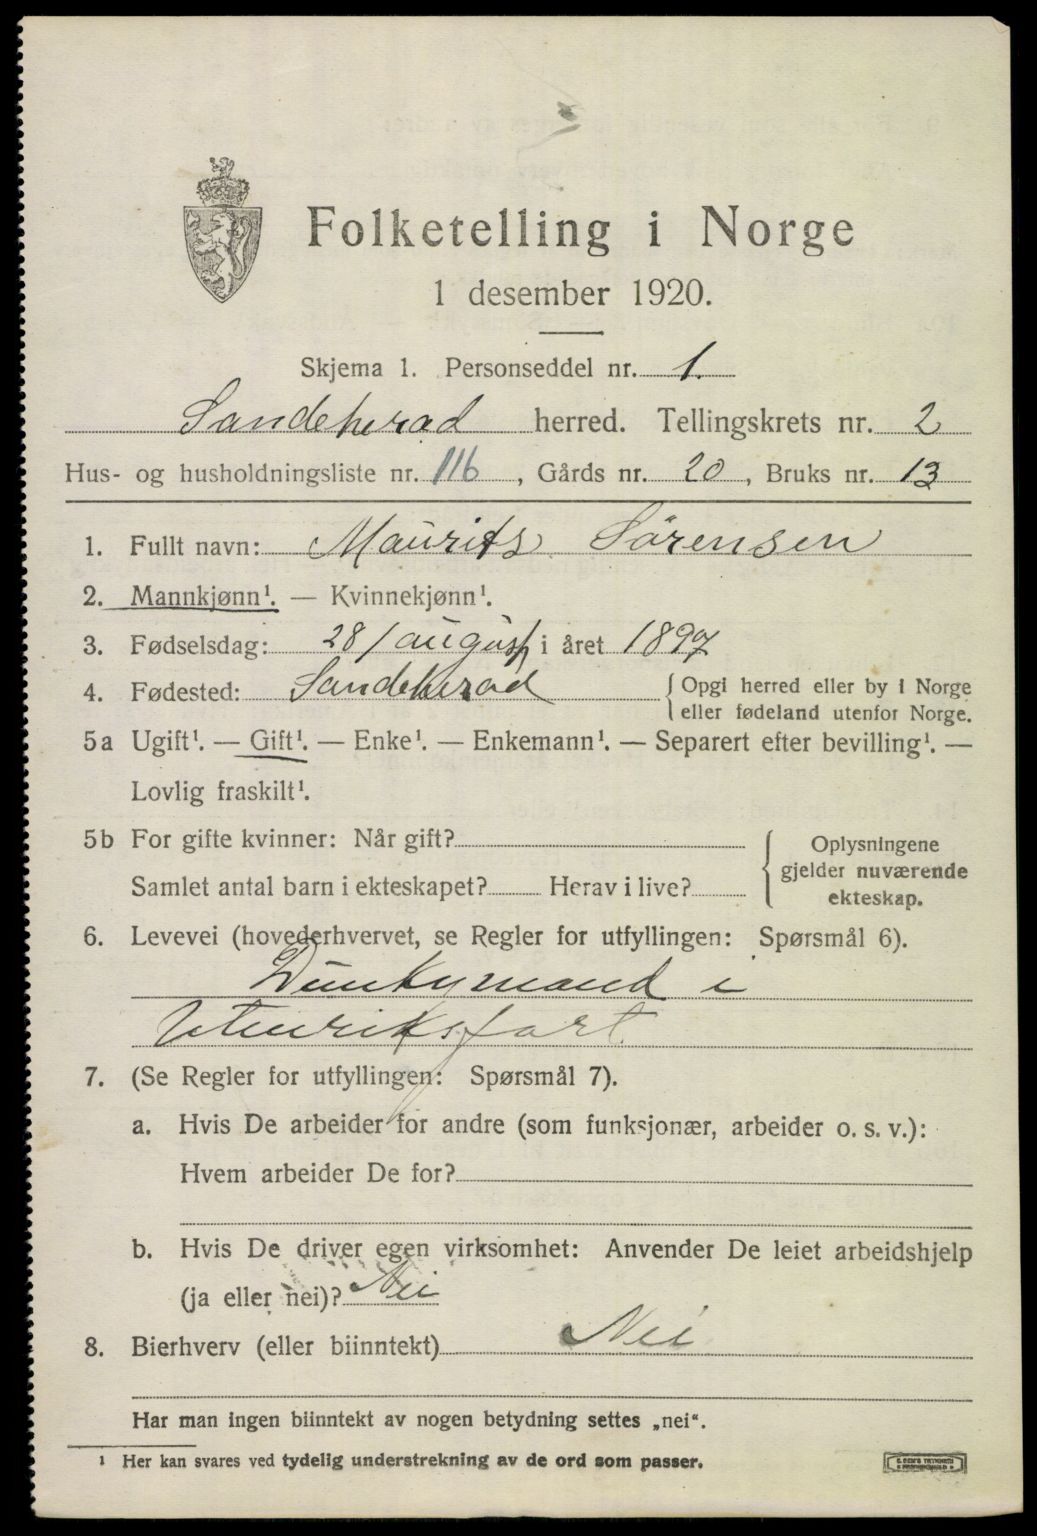 Folketelling i Norge
1 desember 1920.
Skjema 1. Personseddel nr. 1.
Sandeherad herred. Tellingskrets nr. 2
Hus- og husholdningsliste nr. 116, Gårds nr. 20, Bruks nr. 13
1. Fullt navn: Maurits Sørensen
2. Mannkjønn¹. — Kvinnekjønn¹.
3. Fødselsdag: 28/august i året 1897
4. Fødested: Sandeherad {Opgi herred eller by i Norge
eller fødeland utenfor Norge.
5a Ugift¹. — Gift¹. — Enke¹. — Enkemann¹. — Separert efter bevilling¹. —
Lovlig fraskilt¹.
5b For gifte kvinner: Når gift?
Samlet antal barn i ekteskapet? Herav i live?
Oplysningene
gjelder nuværende
ekteskap.
6. Levevei (hovederhvervet, se Regler for utfyllingen: Spørsmål 6).
Dunkymand i
Utenriksfart
7. (Se Regler for utfyllingen: Spørsmål 7).
a. Hvis De arbeider for andre (som funksjonær, arbeider o. s. v.):
Hvem arbeider De for?
b. Hvis De driver egen virksomhet: Anvender De leiet arbeidshjelp
(ja eller nei)? Nei
8. Bierhverv (eller biinntekt) Nei
Har man ingen biinntekt av nogen betydning settes „nei“.
¹ Her kan svares ved tydelig understrekning av de ord som passer.